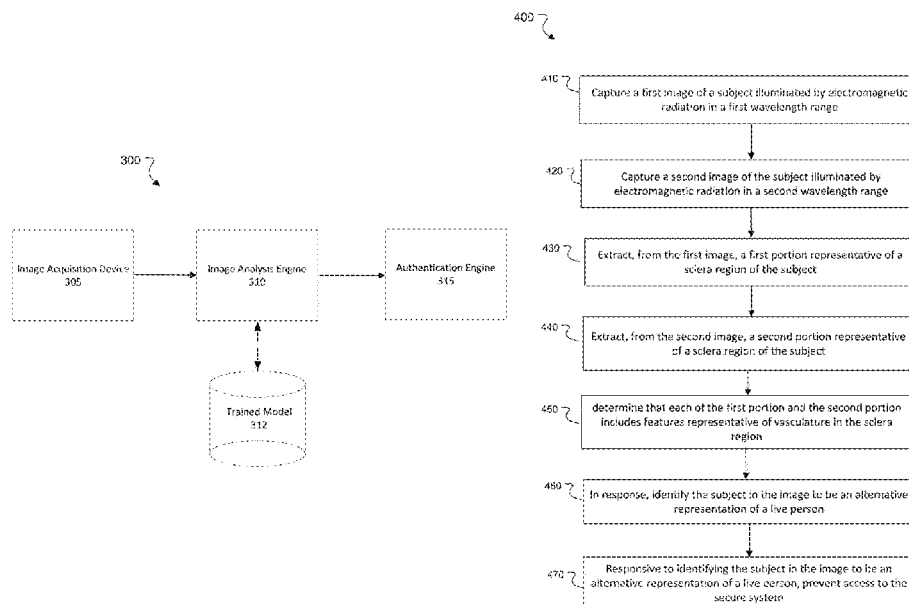 300
Image Acquisition Device
305
Image Analysis Engine
310
Authentication Engine
315
Trained Model
312
400
410
Capture a first image of a subject illuminated by electromagnetic
radiation in a first wavelength range
420
Capture a second image of the subject illuminated by
electromagnetic radiation in a second wavelength range
430
Extract, from the first image, a first portion representative of a
sclera region of the subject
440
Extract, from the second image, a second portion representative
of a sclera region of the subject
450
determine that each of the first portion and the second portion
includes features representative of vasculature in the sclera
region
460
In response, identify the subject in the image to be an alternative
representation of a live person
470
Responsive to identifying the subject in the image to be an
alternative representation of a live person, prevent access to the
secure system